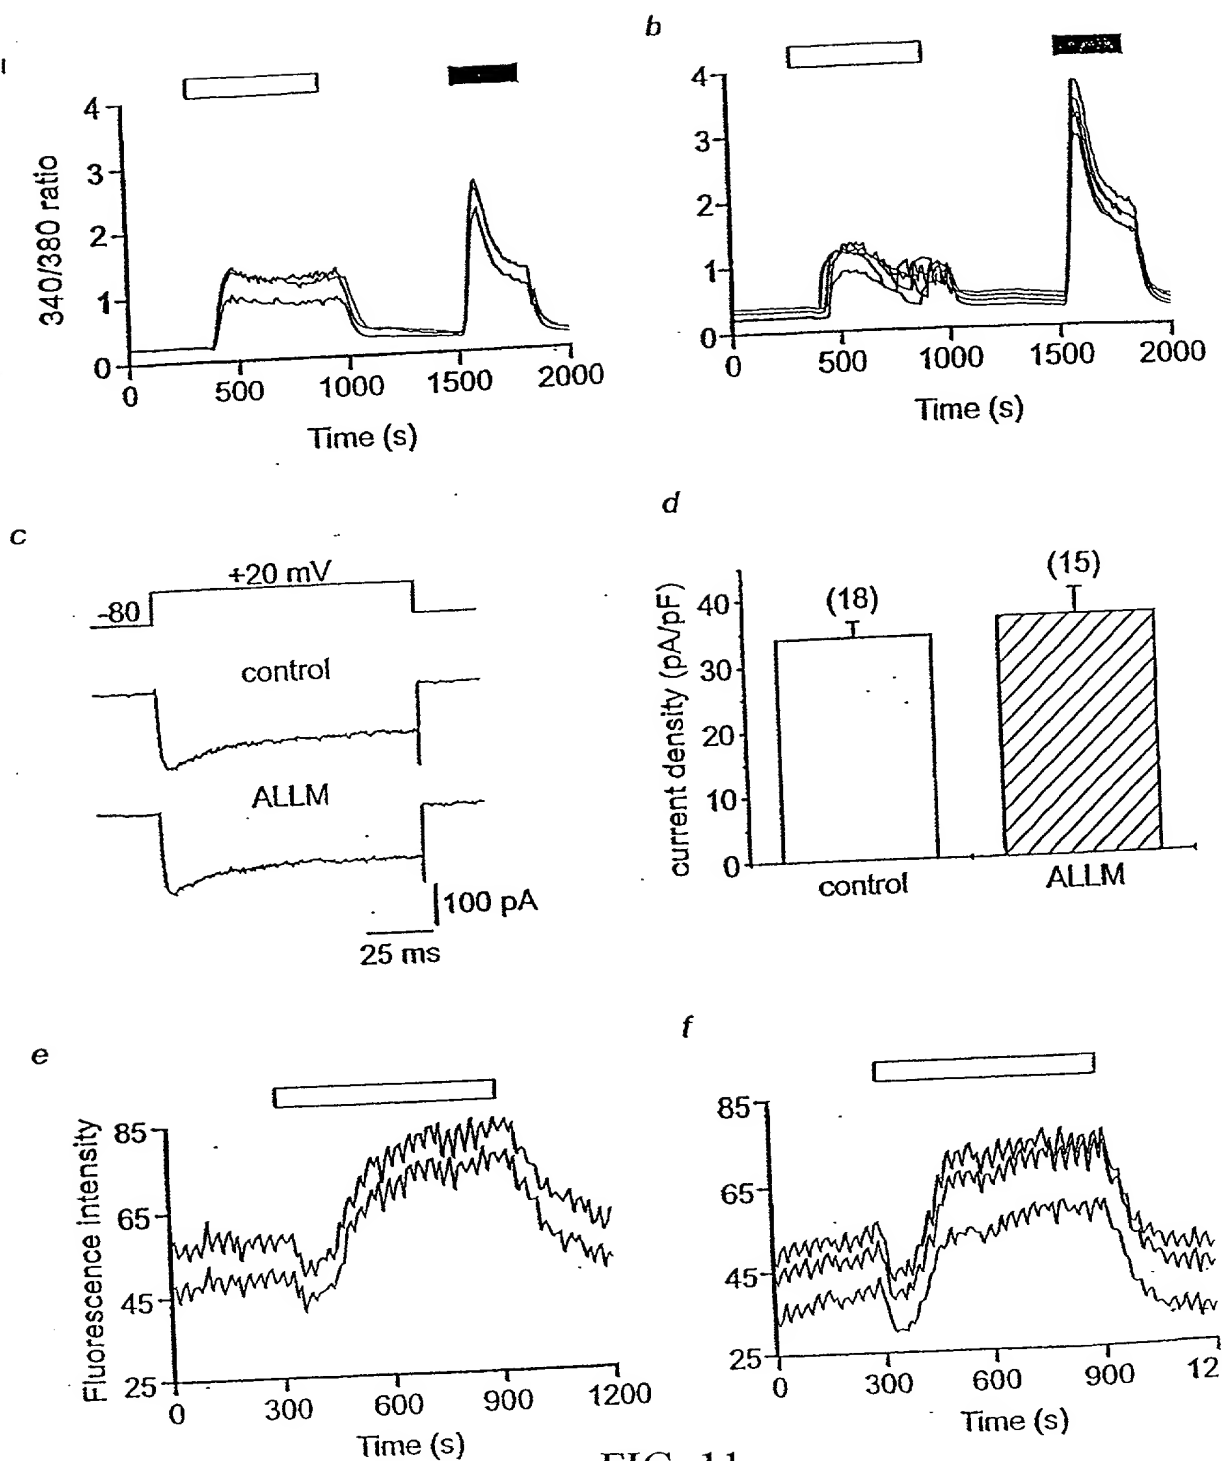 b
4
3
2
1
0
340/380 ratio
0
500
1000
1500
2000
Time (s)
4
3
2
1
0
0
500
1000
1500
2000
Time (s)
c
+20 mV
-80
control
ALLM
100 pA
25 ms
d
(18)
(15)
40
30
20
10
0
current density (pA/pF)
control
ALLM
e
85
65
45
25
Fluorescence intensity
0
300
600
900
1200
Time (s)
f
85
65
45
25
0
300
600
900
12
Time (s)